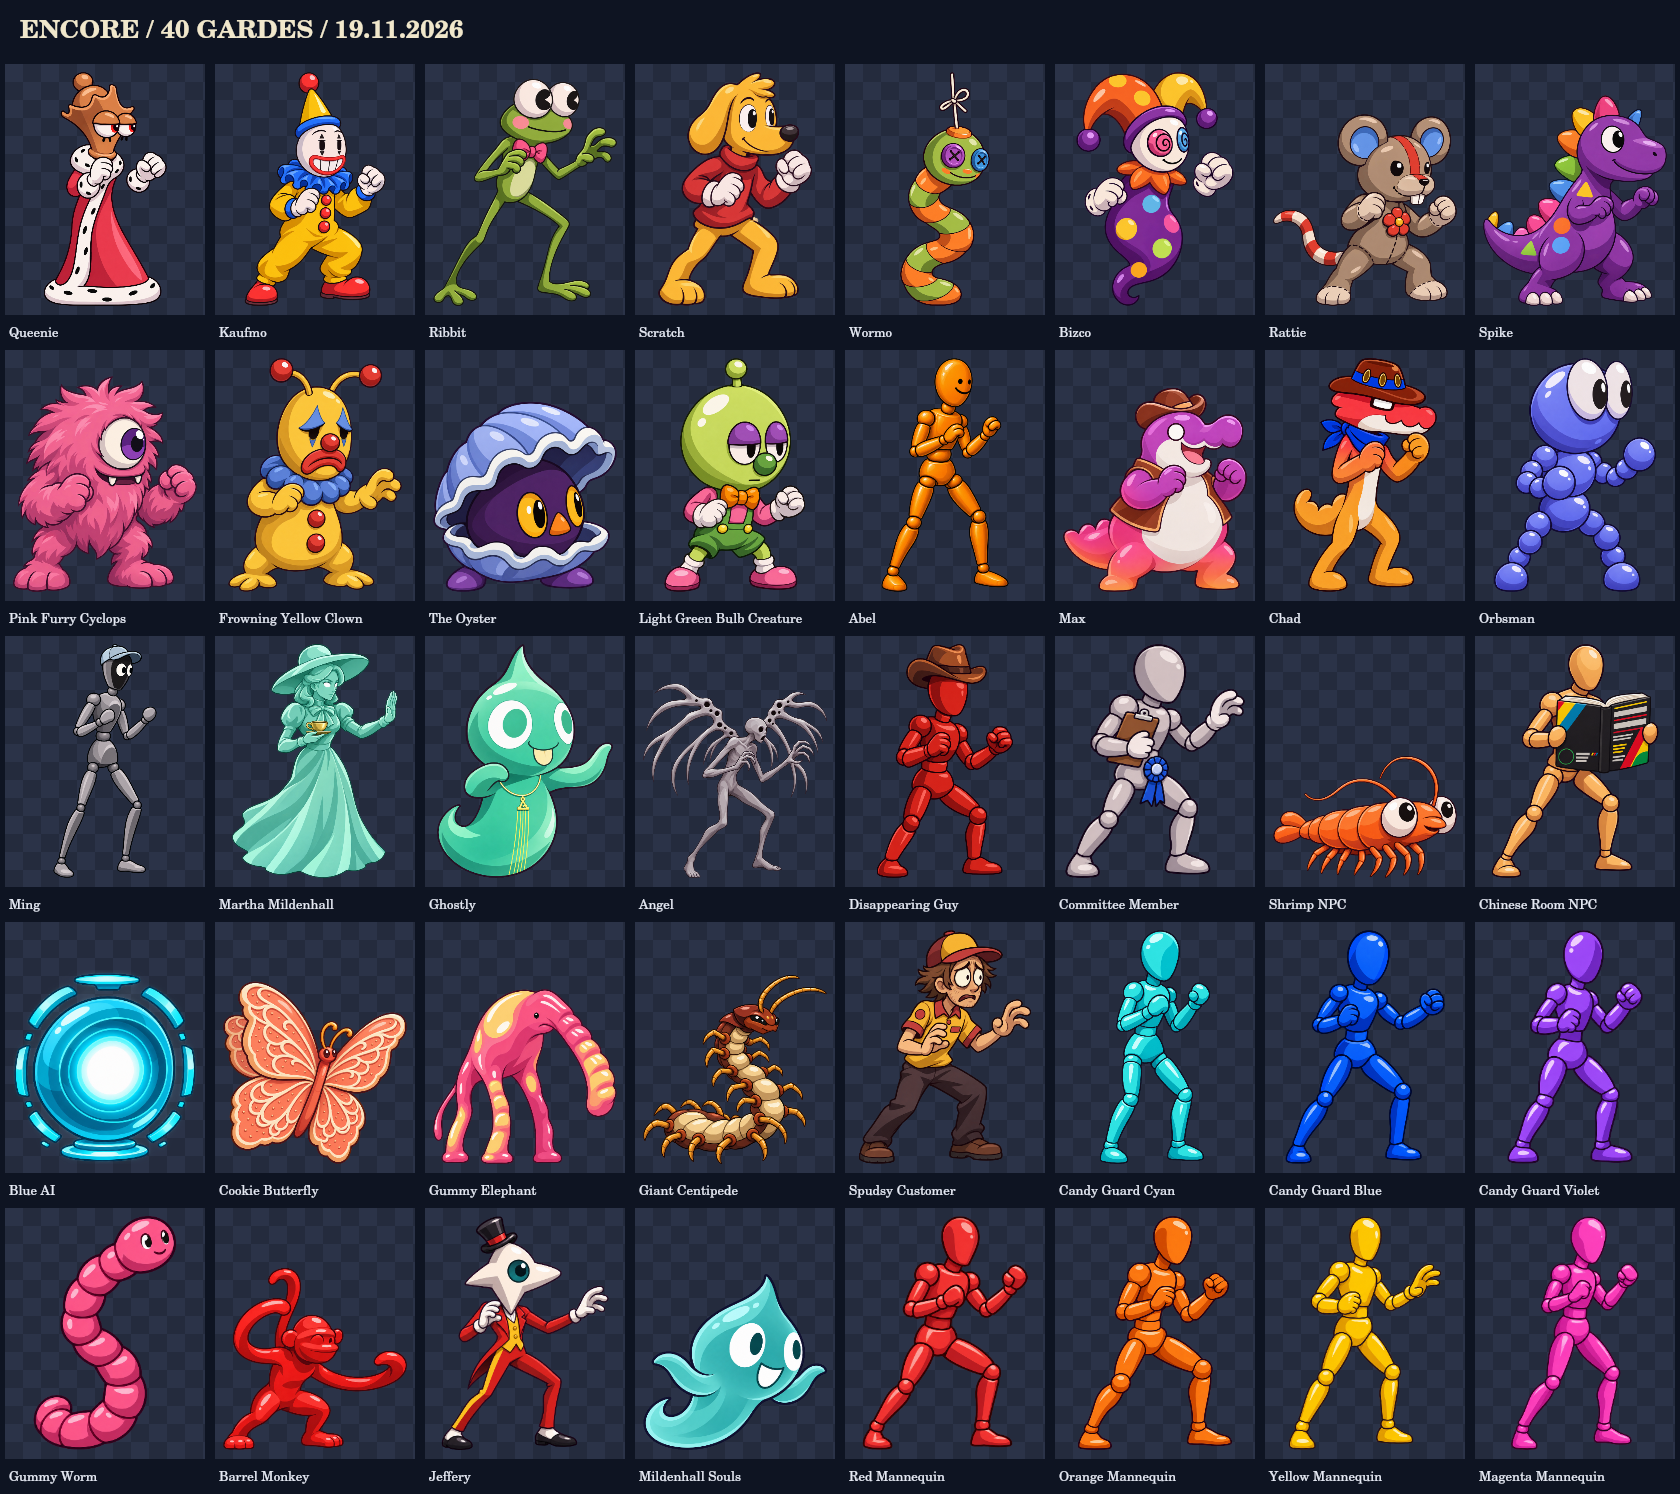 ENCORE / 40 GARDES / 19.11.2026
Queenie
Kaufmo
Ribbit
Scratch
Wormo
Bizco
Rattie
Spike
Pink Furry Cyclops
Frowning Yellow Clown
The Oyster
Light Green Bulb Creature
Abel
Max
Chad
Orbsman
Ming
Martha Mildenhall
Ghostly
Angel
Disappearing Guy
Committee Member
Shrimp NPC
Chinese Room NPC
Blue AI
Cookie Butterfly
Gummy Elephant
Giant Centipede
Spudsy Customer
Candy Guard Cyan
Candy Guard Blue
Candy Guard Violet
Gummy Worm
Barrel Monkey
Jeffery
Mildenhall Souls
Red Mannequin
Orange Mannequin
Yellow Mannequin
Magenta Mannequin